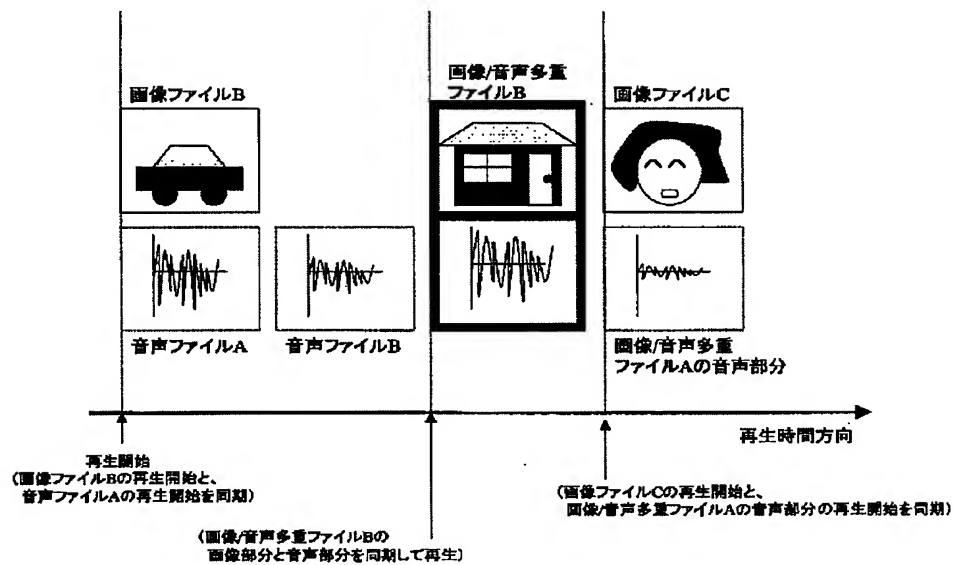 画像ファイルB
画像/音声多重
ファイルB
画像ファイルC
音声ファイルA
音声ファイルB
画像/音声多重
ファイルAの音声部分
再生時間方向
再生開始
(画像ファイルBの再生開始と、
音声ファイルAの再生開始を同期)
(画像/音声多重ファイルBの
画像部分と音声部分を同期して再生)
(画像ファイルCの再生開始と、
画像/音声多重ファイルAの音声部分の再生開始を同期)